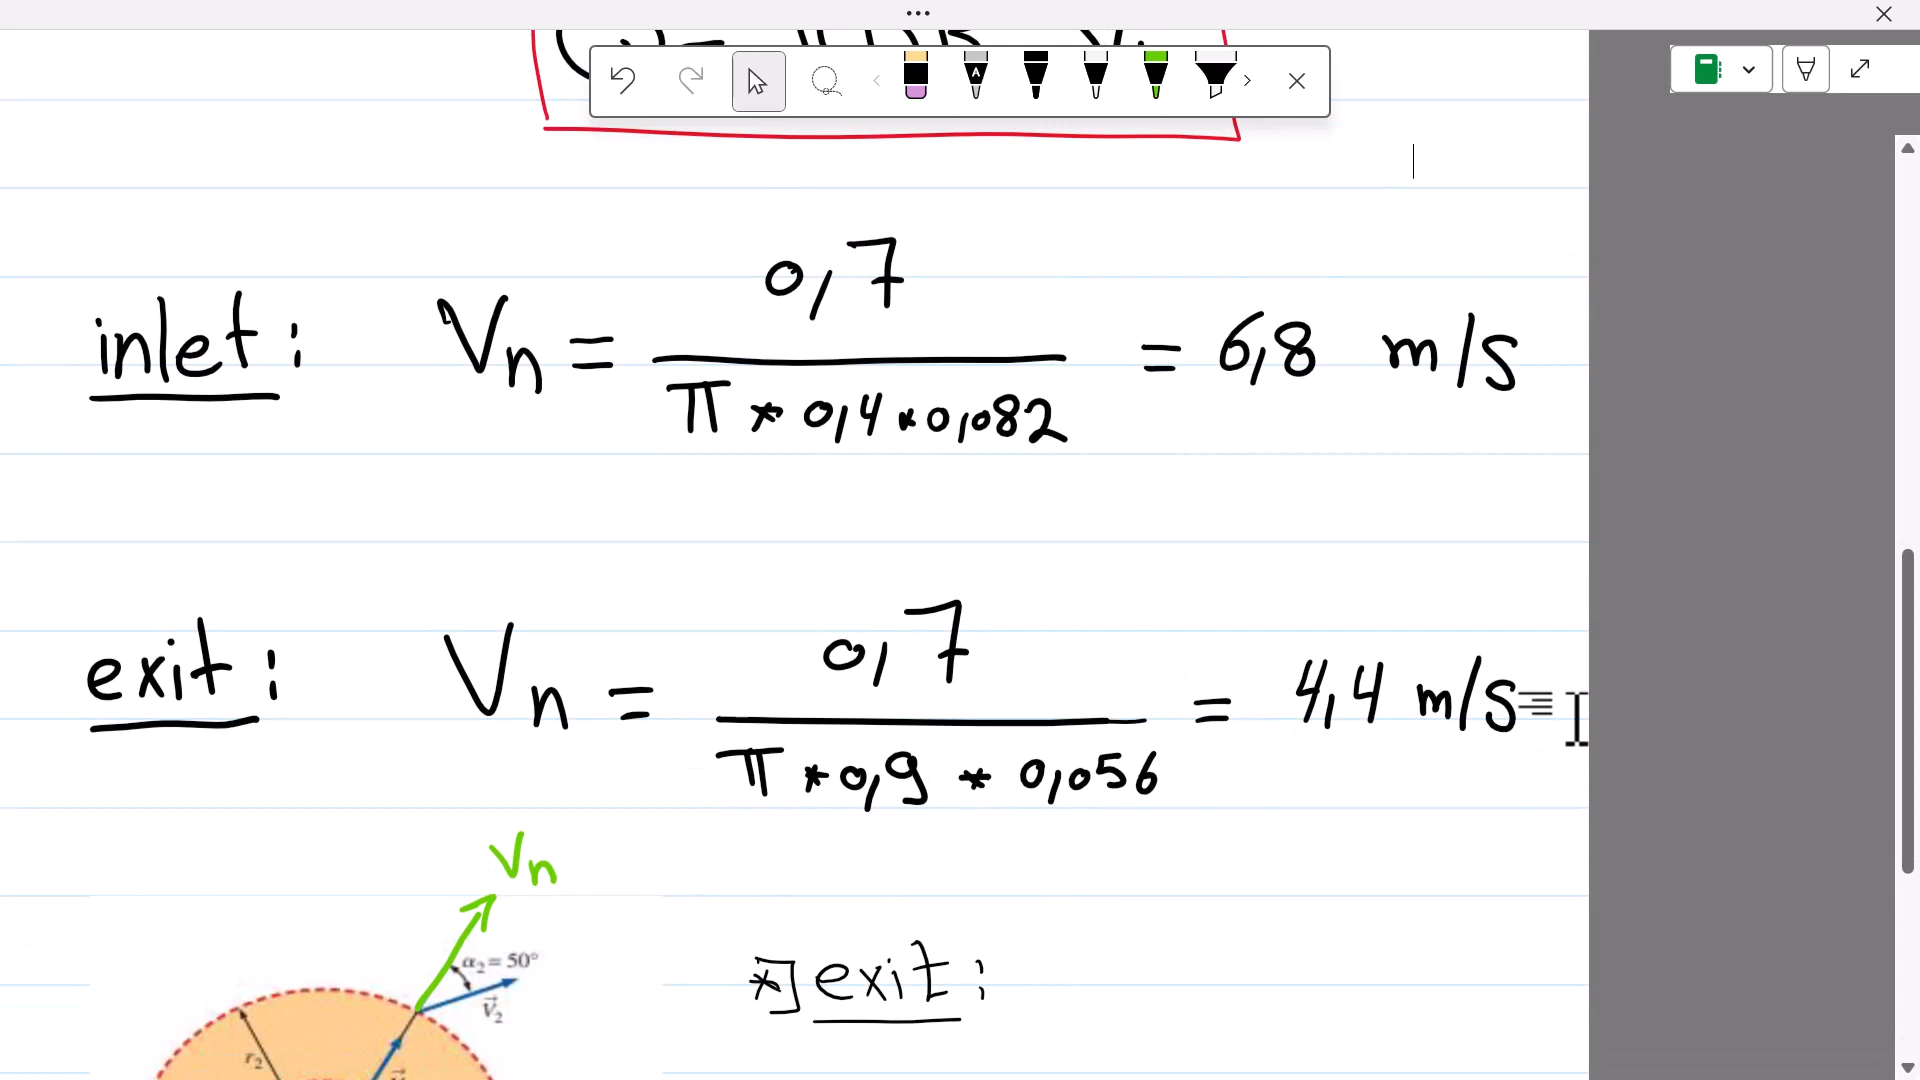 inlet: Vn = 0,7 / π * 0,4 * 0,082 = 6,8 m/s
exit: Vn = 0,7 / π * 0,9 * 0,056 = 4,4 m/s
Vn
α2 = 50°
V⃗2
r2
*] exit: